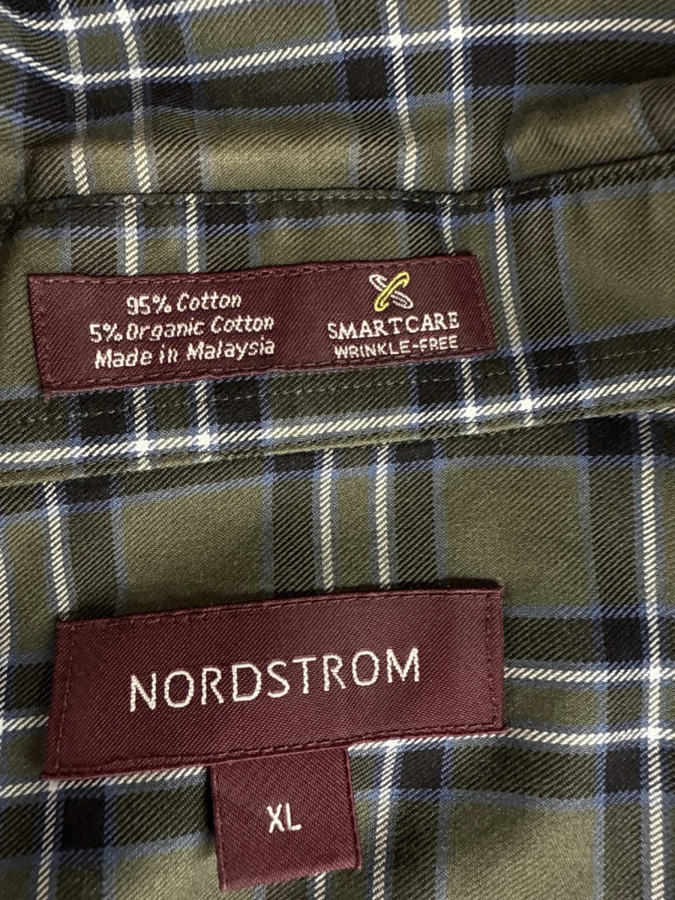 95% Cotton
5% Organic Cotton
Made in Malaysia
SMARTCARE
WRINKLE-FREE
NORDSTROM
XL